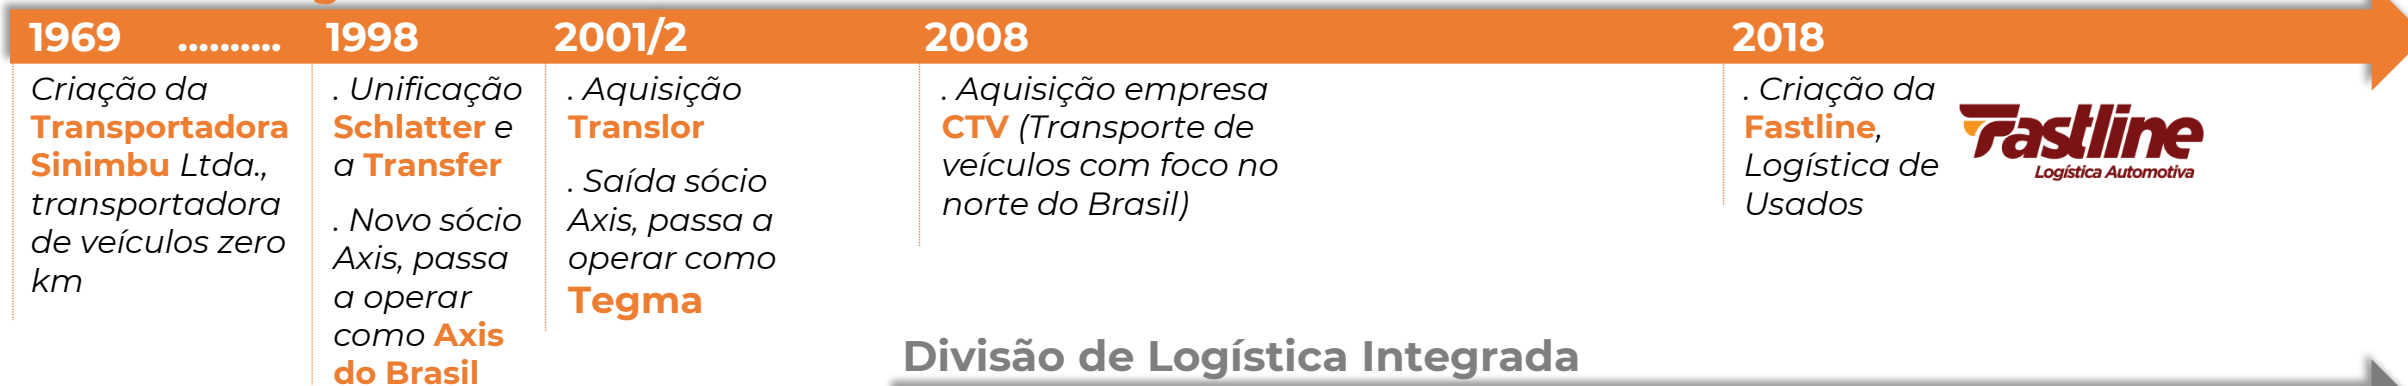 1969 .......... 1998 2001/2 2008 2018
Criação da
Transportadora
Sinimbu Ltda.,
transportadora
de veículos zero
km
. Unificação
Schlatter e
a Transfer
. Novo sócio
Axis, passa
a operar
como Axis
do Brasil
. Aquisição
Translor
. Saída sócio
Axis, passa a
operar como
Tegma
. Aquisição empresa
CTV (Transporte de
veículos com foco no
norte do Brasil)
. Criação da
Fastline,
Logística de
Usados
Fastline
Logística Automotiva
Divisão de Logística Integrada